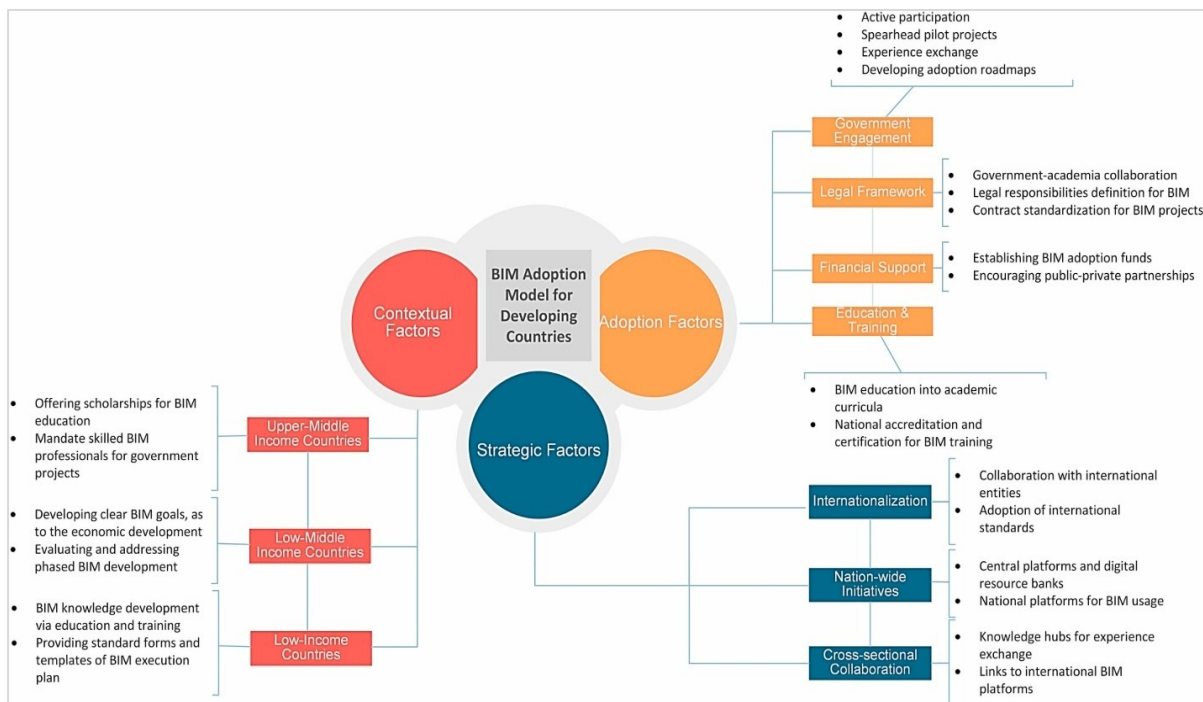 • Active participation
• Spearhead pilot projects
• Experience exchange
• Developing adoption roadmaps
Government
Engagement
Legal Framework
• Government-academia collaboration
• Legal responsibilities definition for BIM
• Contract standardization for BIM projects
Financial Support
• Establishing BIM adoption funds
• Encouraging public-private partnerships
Education &
Training
• BIM education into academic
curricula
• National accreditation and
certification for BIM training
BIM Adoption
Model for
Developing
Countries
Contextual
Factors
Adoption Factors
Strategic Factors
• Offering scholarships for BIM
education
• Mandate skilled BIM
professionals for government
projects
Upper-Middle
Income Countries
• Developing clear BIM goals, as
to the economic development
• Evaluating and addressing
phased BIM development
Low-Middle
Income Countries
• BIM knowledge development
via education and training
• Providing standard forms and
templates of BIM execution
plan
Low-Income
Countries
Internationalization
• Collaboration with international
entities
• Adoption of international
standards
Nation-wide
Initiatives
• Central platforms and digital
resource banks
• National platforms for BIM usage
Cross-sectional
Collaboration
• Knowledge hubs for experience
exchange
• Links to international BIM
platforms